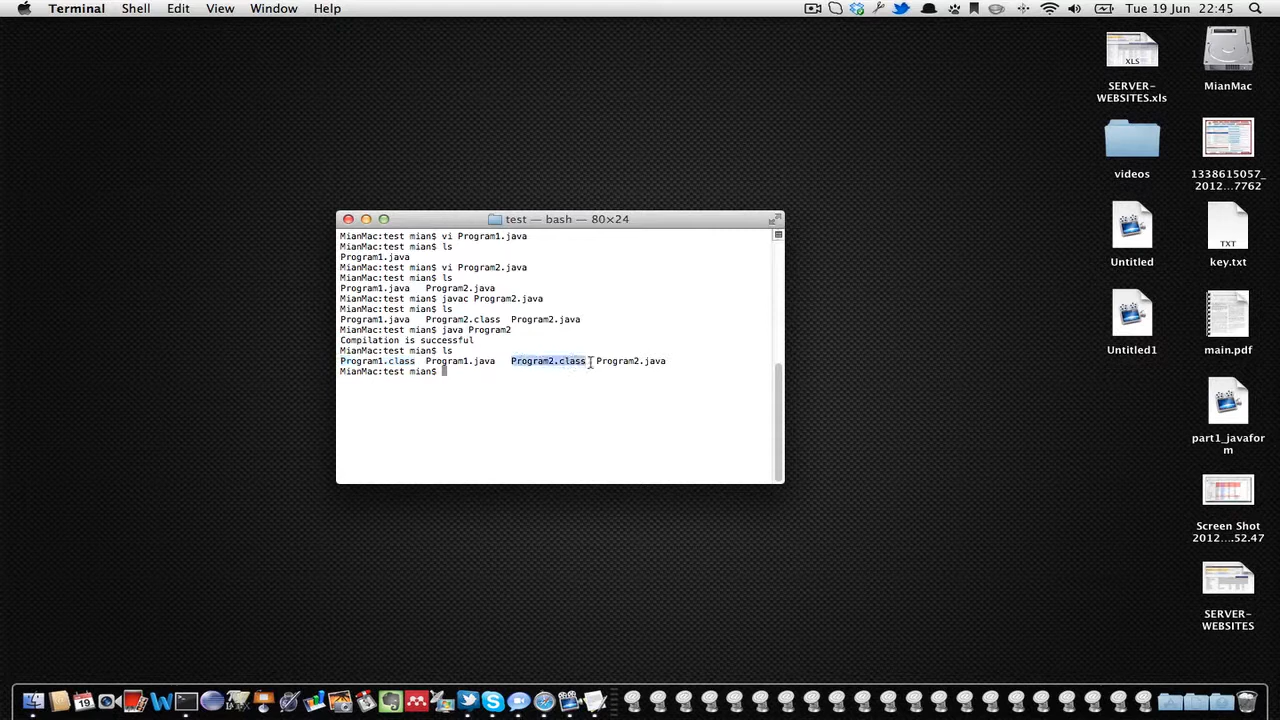 Terminal Shell Edit View Window Help Tue 19 Jun 22:45
XLS
SERVER-
WEBSITES.xls
MianMac
videos
1338615057_
2012...7762
Untitled
TXT
key.txt
Untitled1
main.pdf
part1_javafor
m
Screen Shot
2012....52.47
SERVER-
WEBSITES
test — bash — 80×24
MianMac:test mian$ vi Program1.java
MianMac:test mian$ ls
Program1.java
MianMac:test mian$ vi Program2.java
MianMac:test mian$ ls
Program1.java Program2.java
MianMac:test mian$ javac Program2.java
MianMac:test mian$ ls
Program1.java Program2.class Program2.java
MianMac:test mian$ java Program2
Compilation is successful
MianMac:test mian$ ls
Program1.class Program1.java Program2.class Program2.java
MianMac:test mian$
19